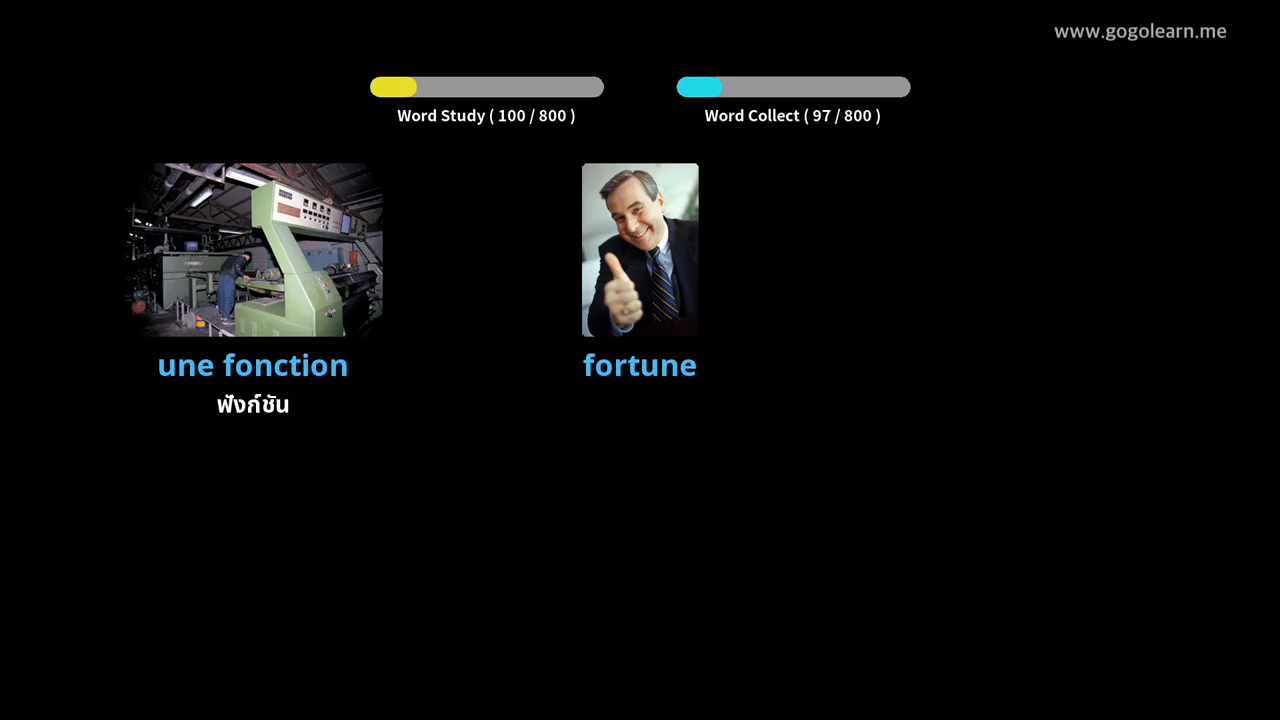 www.gogolearn.me
Word Study ( 100 / 800 )
Word Collect ( 97 / 800 )
une fonction
fortune
ฟังก์ชัน